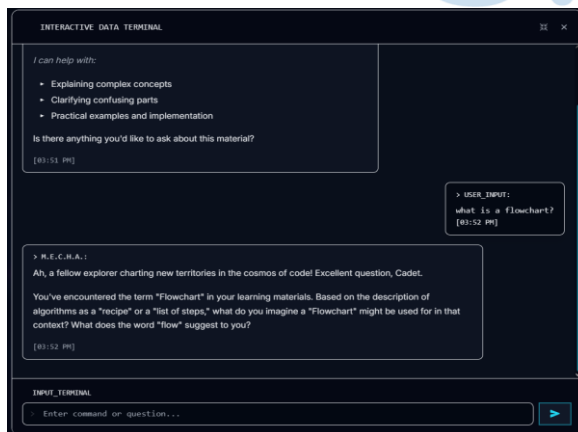 INTERACTIVE DATA TERMINAL
I can help with:
► Explaining complex concepts
► Clarifying confusing parts
► Practical examples and implementation
Is there anything you'd like to ask about this material?
[03:51 PM]
> USER_INPUT:
what is a flowchart?
[03:52 PM]
> M.E.C.H.A.:
Ah, a fellow explorer charting new territories in the cosmos of code! Excellent question, Cadet.
You've encountered the term "Flowchart" in your learning materials. Based on the description of
algorithms as a "recipe" or a "list of steps," what do you imagine a "Flowchart" might be used for in that
context? What does the word "flow" suggest to you?
[03:52 PM]
INPUT_TERMINAL
> Enter command or question...